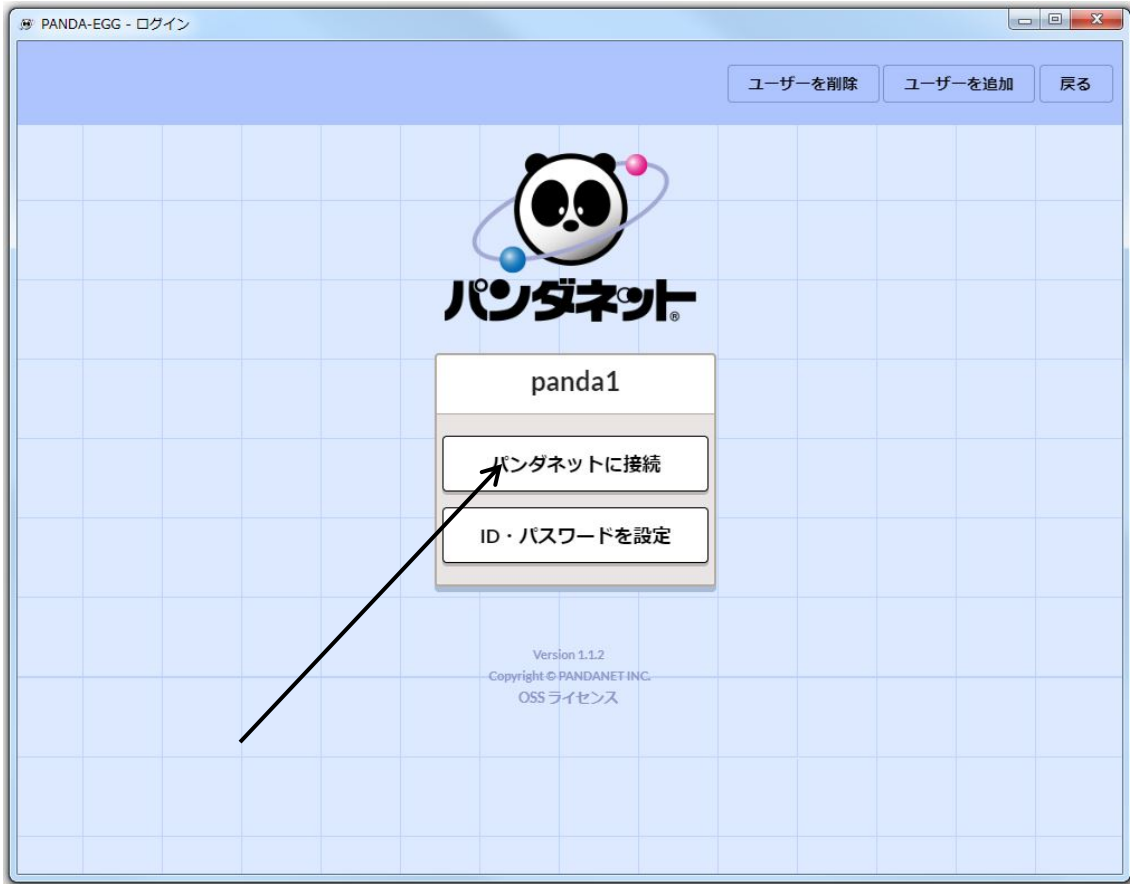 PANDA-EGG - ログイン
ユーザーを削除 ユーザーを追加 戻る
パンダネット®
panda1
パンダネットに接続
ID・パスワードを設定
Version 1.1.2
Copyright © PANDANET INC.
OSS ライセンス